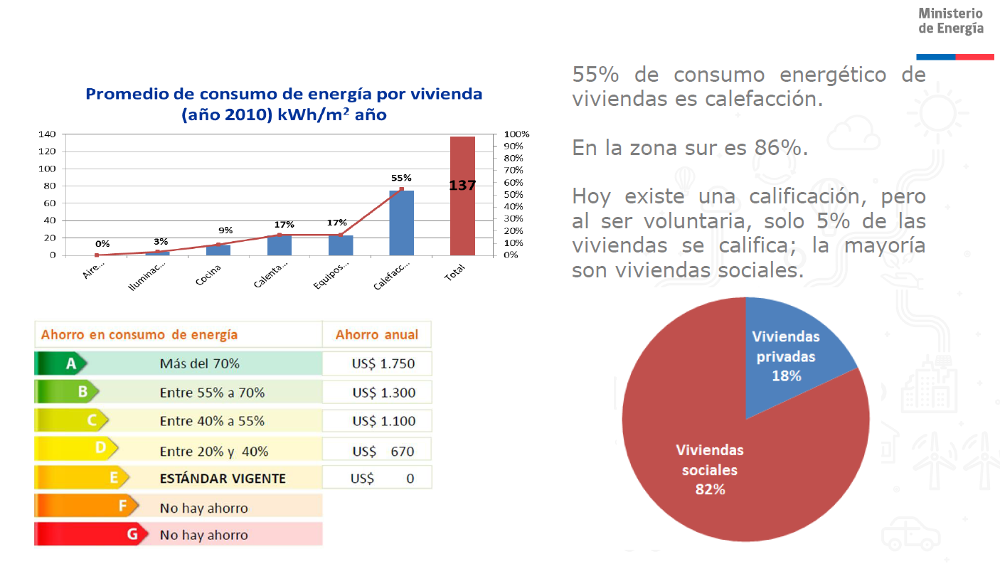 Ministerio
de Energía
Promedio de consumo de energía por vivienda
(año 2010) kWh/m² año
140
120
100
80
60
40
20
0
100%
90%
80%
70%
60%
50%
40%
30%
20%
10%
0%
0%
3%
9%
17%
17%
55%
137
Aire...
Iluminac...
Cocina
Calenta...
Equipos...
Calefacc...
Total
55% de consumo energético de
viviendas es calefacción.
En la zona sur es 86%.
Hoy existe una calificación, pero
al ser voluntaria, solo 5% de las
viviendas se califica; la mayoría
son viviendas sociales.
Ahorro en consumo de energía Ahorro anual
A Más del 70% US$ 1.750
B Entre 55% a 70% US$ 1.300
C Entre 40% a 55% US$ 1.100
D Entre 20% y 40% US$ 670
E ESTÁNDAR VIGENTE US$ 0
F No hay ahorro
G No hay ahorro
Viviendas
privadas
18%
Viviendas
sociales
82%